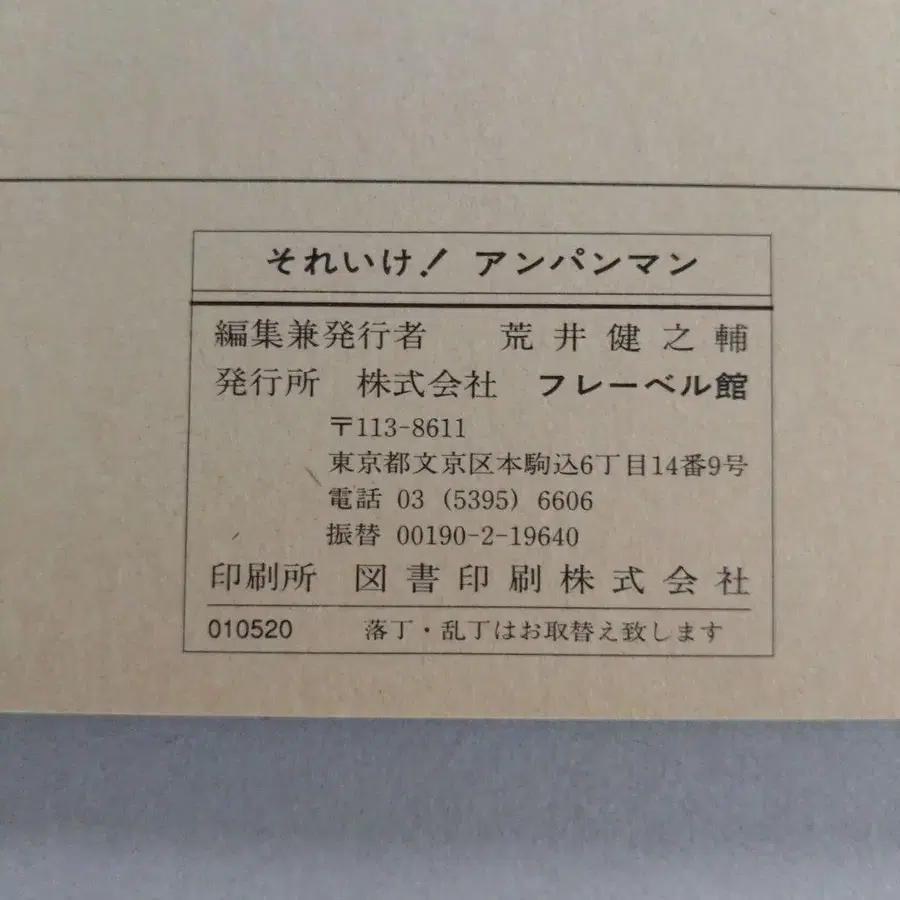 それいけ! アンパンマン
編集兼発行者 荒井健之輔
発行所 株式会社 フレーベル館
〒113-8611
東京都文京区本駒込6丁目14番9号
電話 03 (5395) 6606
振替 00190-2-19640
印刷所 図書印刷株式会社
010520 落丁・乱丁はお取替え致します